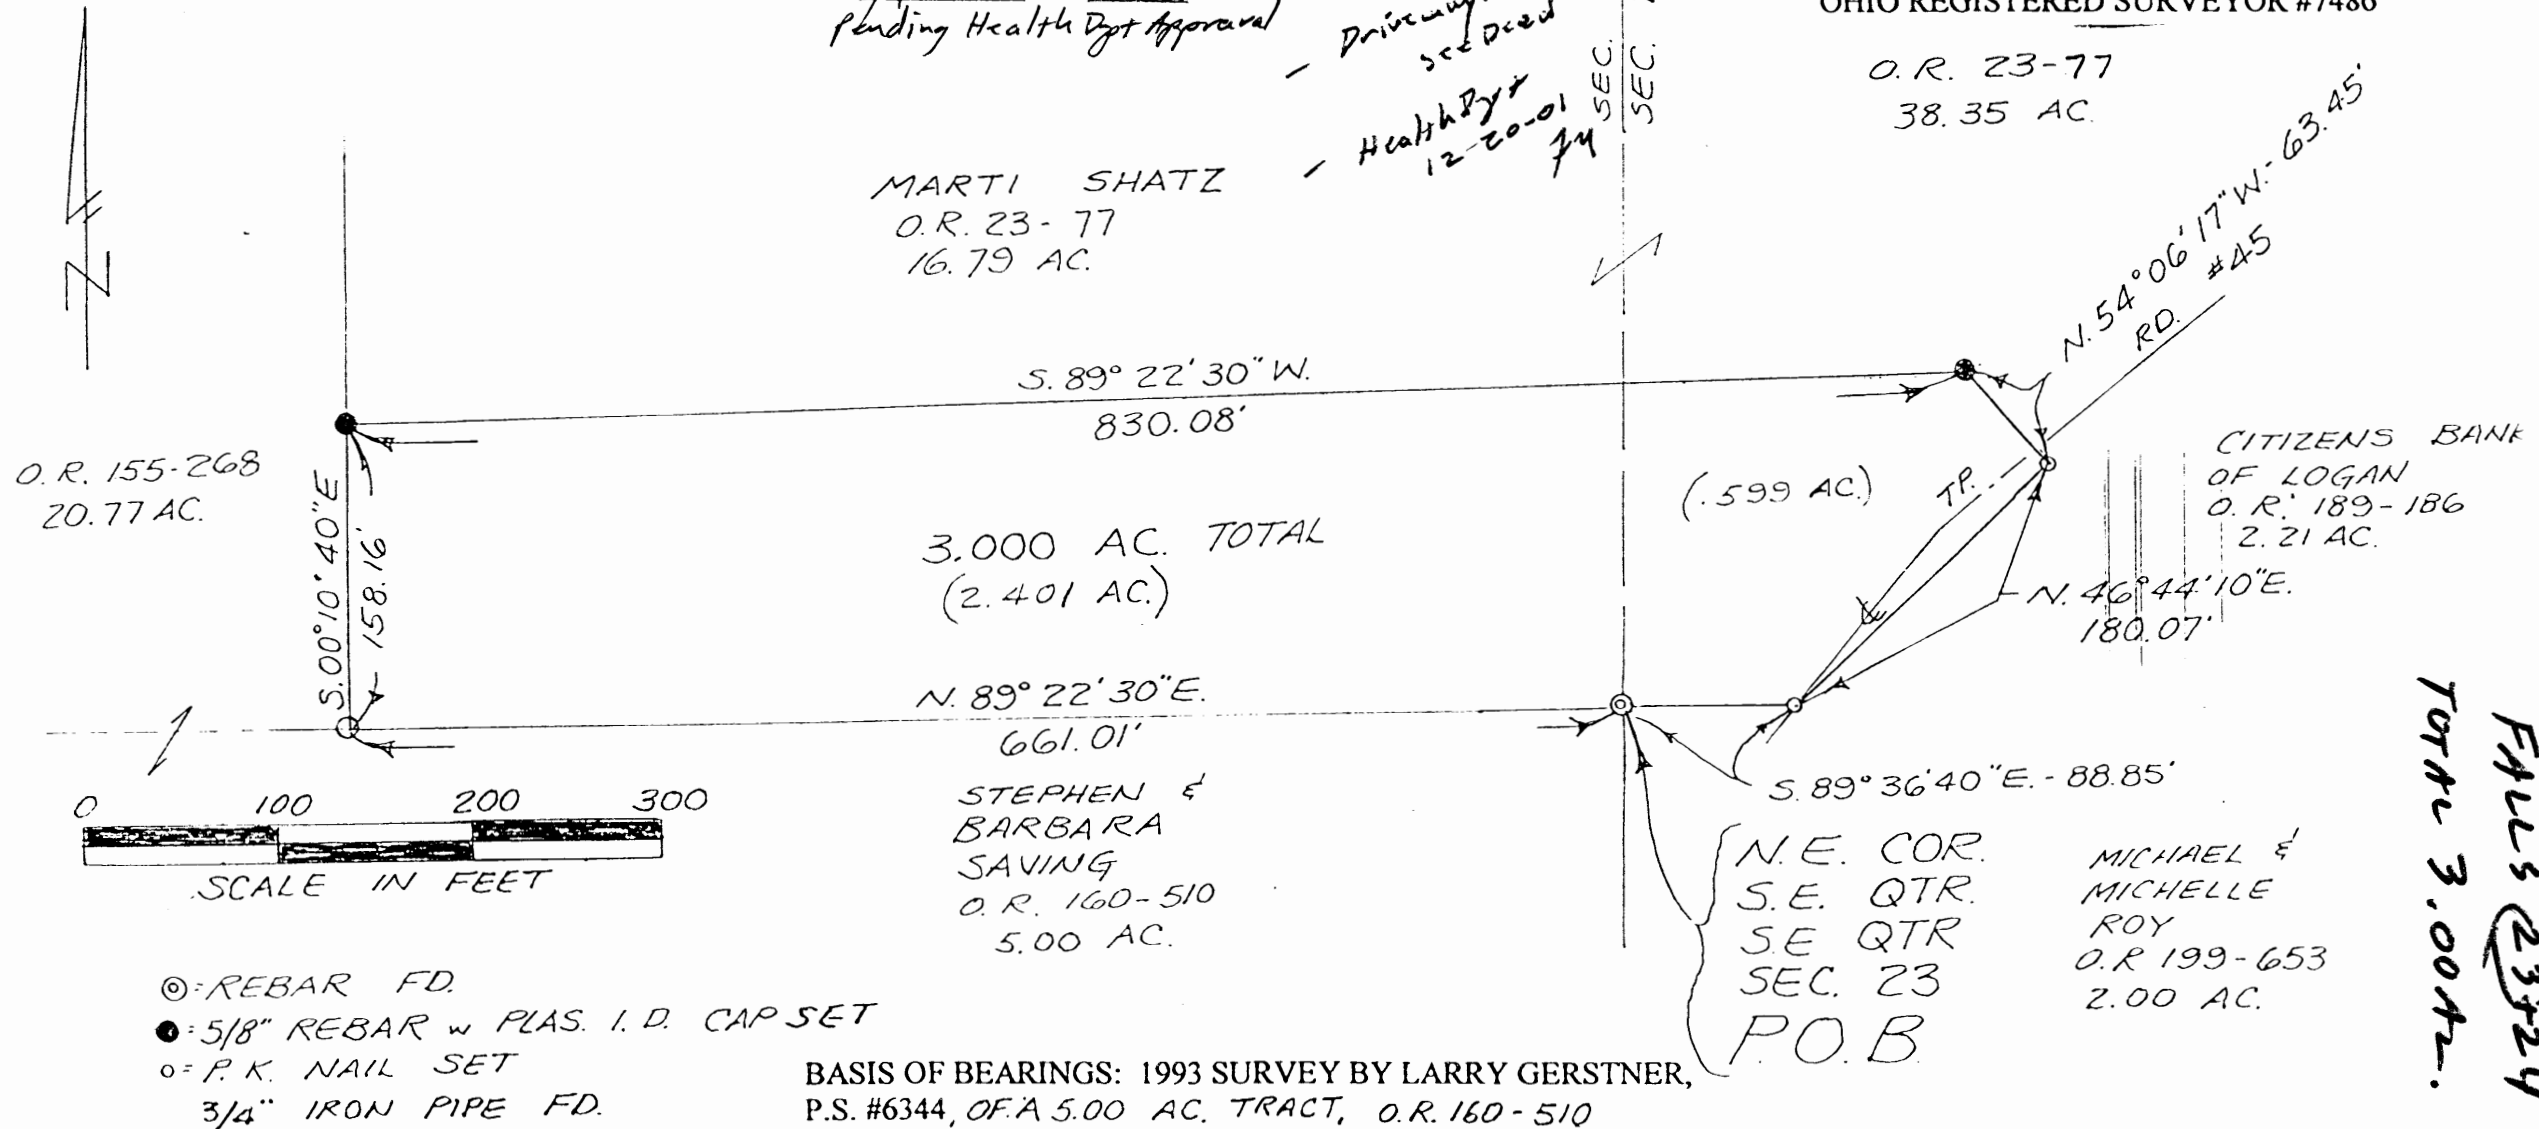 Pending Health Dept Approval
Driveway
see Deed
Health Dept
12-20-01
OHIO REGISTERED SURVEYOR #7486
O.R. 23-77
38.35 AC.
SEC.
SEC.
MARTI SHATZ
O.R. 23-77
16.79 AC.
N
N. 54°06'17"W.- 63.45'
RD. #45
S. 89° 22' 30" W.
830.08'
O.R. 155-268
20.77 AC.
S.00°10'40"E
158.16'
3.000 AC. TOTAL
(2.401 AC.)
(.599 AC.)
TP.
CITIZENS BANK
OF LOGAN
O.R. 189-186
2.21 AC.
N. 46°44'10"E.
180.07'
N. 89° 22' 30"E.
661.01'
S. 89°36'40"E.- 88.85'
0 100 200 300
SCALE IN FEET
STEPHEN &
BARBARA
SAVING
O.R. 160-510
5.00 AC.
N.E. COR.
S.E. QTR.
S.E QTR
SEC. 23
P.O.B
MICHAEL &
MICHELLE
ROY
O.R 199-653
2.00 AC.
FALLS 23+24
TOTAL 3.00Ac.
=REBAR FD.
=5/8" REBAR w PLAS. I.D. CAP SET
= P.K. NAIL SET
3/4" IRON PIPE FD.
BASIS OF BEARINGS: 1993 SURVEY BY LARRY GERSTNER,
P.S. #6344, OF A 5.00 AC. TRACT, O.R. 160-510